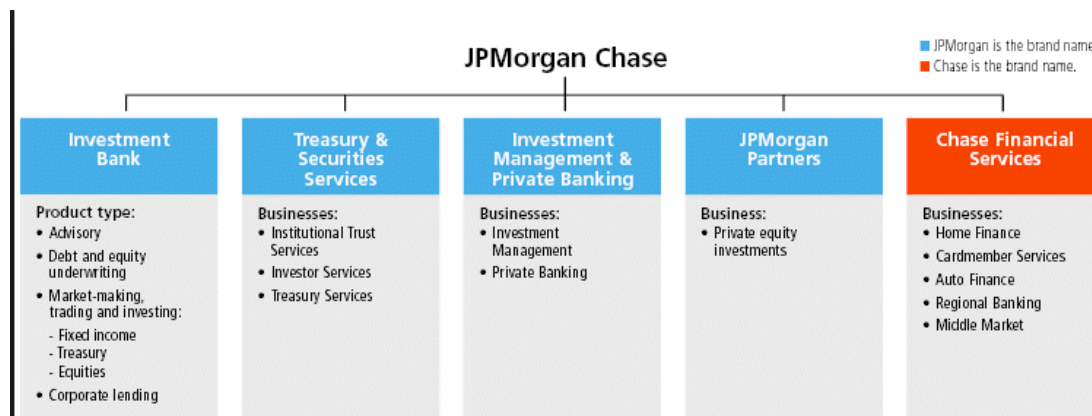 JPMorgan Chase
JPMorgan is the brand name
Chase is the brand name.
Investment
Bank
Product type:
• Advisory
• Debt and equity
underwriting
• Market-making,
trading and investing:
- Fixed income
- Treasury
- Equities
• Corporate lending
Treasury &
Securities
Services
Businesses:
• Institutional Trust
Services
• Investor Services
• Treasury Services
Investment
Management &
Private Banking
Businesses:
• Investment
Management
• Private Banking
JPMorgan
Partners
Business:
• Private equity
investments
Chase Financial
Services
Businesses:
• Home Finance
• Cardmember Services
• Auto Finance
• Regional Banking
• Middle Market